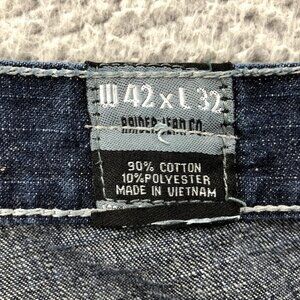 W 42 x L 32
RAIDER JEAN CO.
90% COTTON
10% POLYESTER
MADE IN VIETNAM